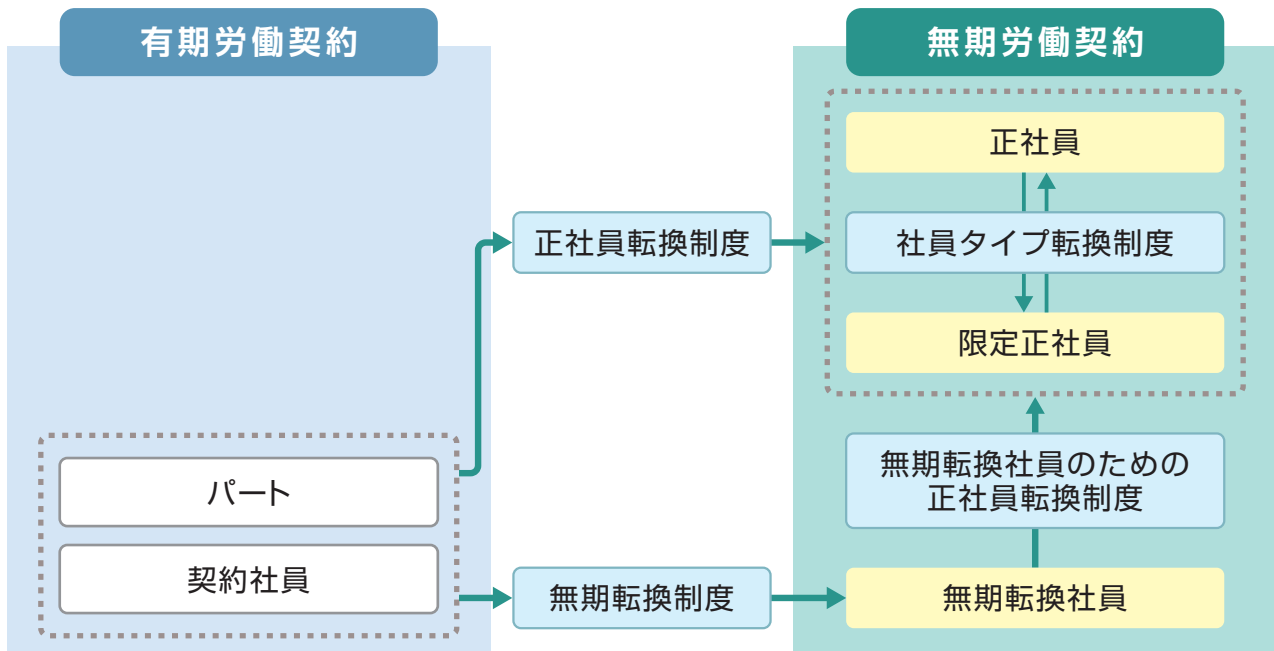 有期労働契約
無期労働契約
正社員
正社員転換制度
社員タイプ転換制度
限定正社員
パート
無期転換社員のための
正社員転換制度
契約社員
無期転換制度
無期転換社員